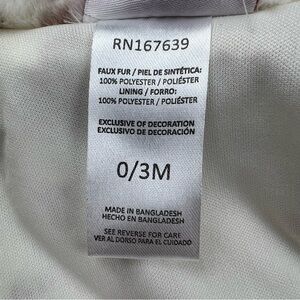 RN167639
FAUX FUR / PIEL DE SINTÉTICA:
100% POLYESTER / POLIÉSTER
LINING / FORRO:
100% POLYESTER / POLIÉSTER
EXCLUSIVE OF DECORATION
EXCLUSIVO DE DECORACIÓN
0/3M
MADE IN BANGLADESH
HECHO EN BANGLADESH
SEE REVERSE FOR CARE
VER AL DORSO PARA EL CUIDADO